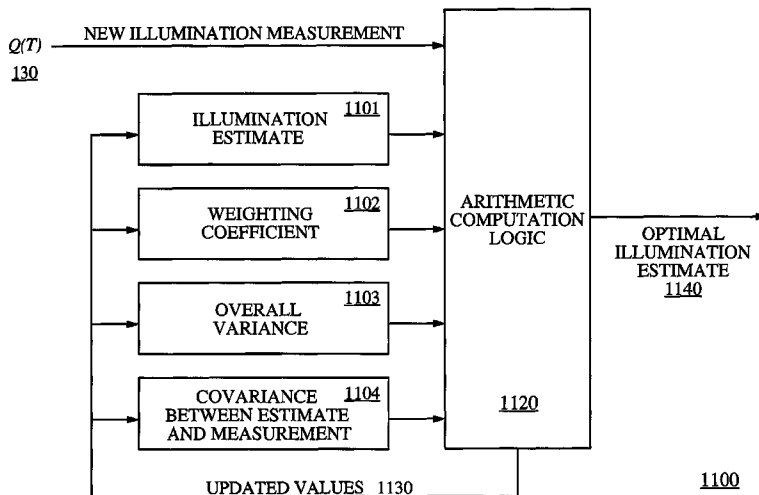 Q(T)
NEW ILLUMINATION MEASUREMENT
130
1101
ILLUMINATION
ESTIMATE
1102
WEIGHTING
COEFFICIENT
1103
OVERALL
VARIANCE
1104
COVARIANCE
BETWEEN ESTIMATE
AND MEASUREMENT
ARITHMETIC
COMPUTATION
LOGIC
1120
OPTIMAL
ILLUMINATION
ESTIMATE
1140
UPDATED VALUES 1130
1100